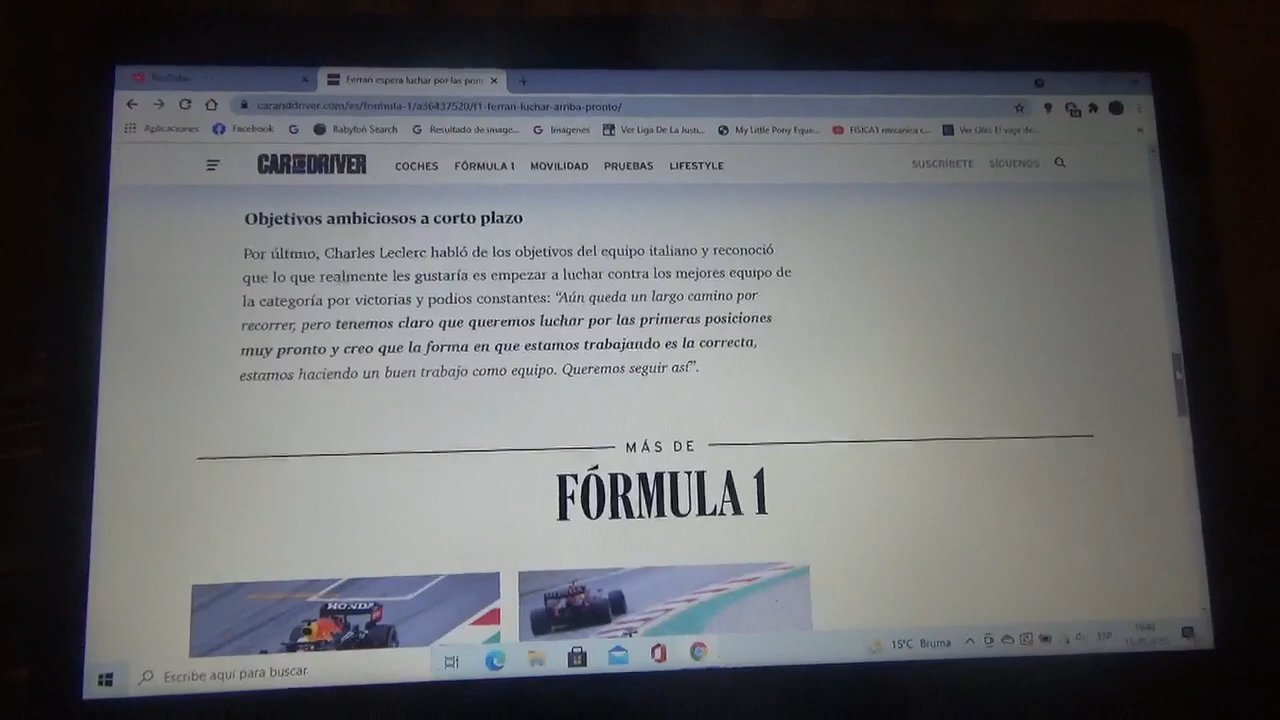 YouTube
Ferrari espera luchar por las prim
caranddriver.com/es/formula-1/a36437520/f1-ferrari-luchar-arriba-pronto/
Aplicaciones Facebook Babylon Search Resultado de image... Imágenes Ver Liga De La Justi... My Little Pony Eque... FISICA1 mecanica c...
CAR AND DRIVER COCHES FÓRMULA 1 MOVILIDAD PRUEBAS LIFESTYLE SUSCRÍBETE SÍGUENOS
Objetivos ambiciosos a corto plazo
Por último, Charles Leclerc habló de los objetivos del equipo italiano y reconoció
que lo que realmente les gustaría es empezar a luchar contra los mejores equipo de
la categoría por victorias y podios constantes: “Aún queda un largo camino por
recorrer, pero tenemos claro que queremos luchar por las primeras posiciones
muy pronto y creo que la forma en que estamos trabajando es la correcta,
estamos haciendo un buen trabajo como equipo. Queremos seguir así”.
MÁS DE
FÓRMULA 1
HONDA
Escribe aquí para buscar.
15°C Bruma ESP